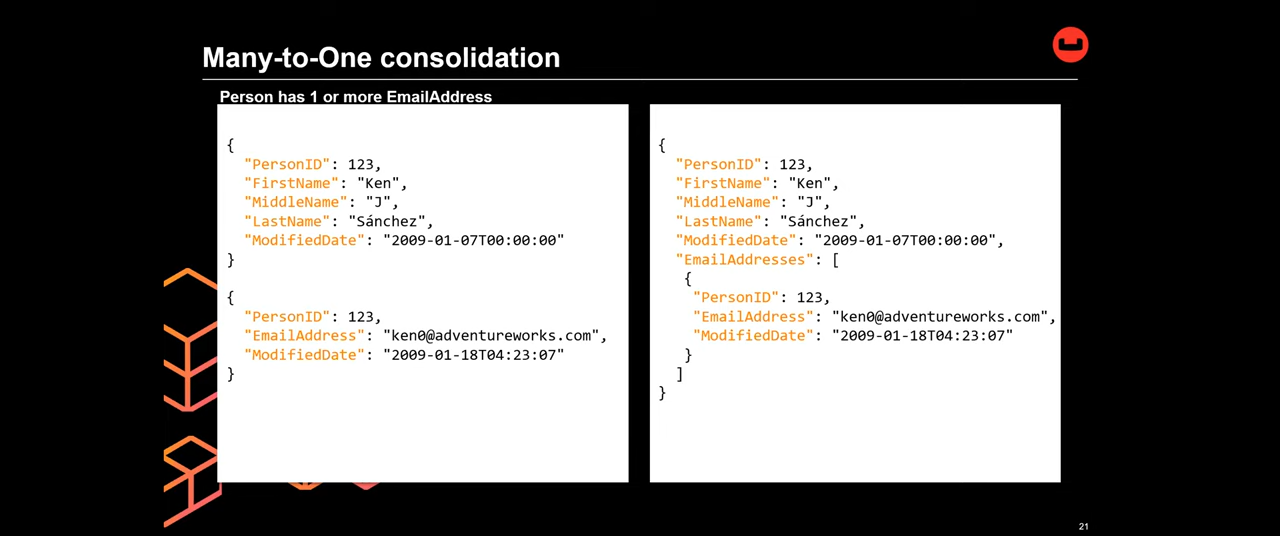 Many-to-One consolidation
Person has 1 or more EmailAddress
{
"PersonID": 123,
"FirstName": "Ken",
"MiddleName": "J",
"LastName": "Sánchez",
"ModifiedDate": "2009-01-07T00:00:00"
}
{
"PersonID": 123,
"EmailAddress": "ken0@adventureworks.com",
"ModifiedDate": "2009-01-18T04:23:07"
}
{
"PersonID": 123,
"FirstName": "Ken",
"MiddleName": "J",
"LastName": "Sánchez",
"ModifiedDate": "2009-01-07T00:00:00",
"EmailAddresses": [
{
"PersonID": 123,
"EmailAddress": "ken0@adventureworks.com",
"ModifiedDate": "2009-01-18T04:23:07"
}
]
}
21